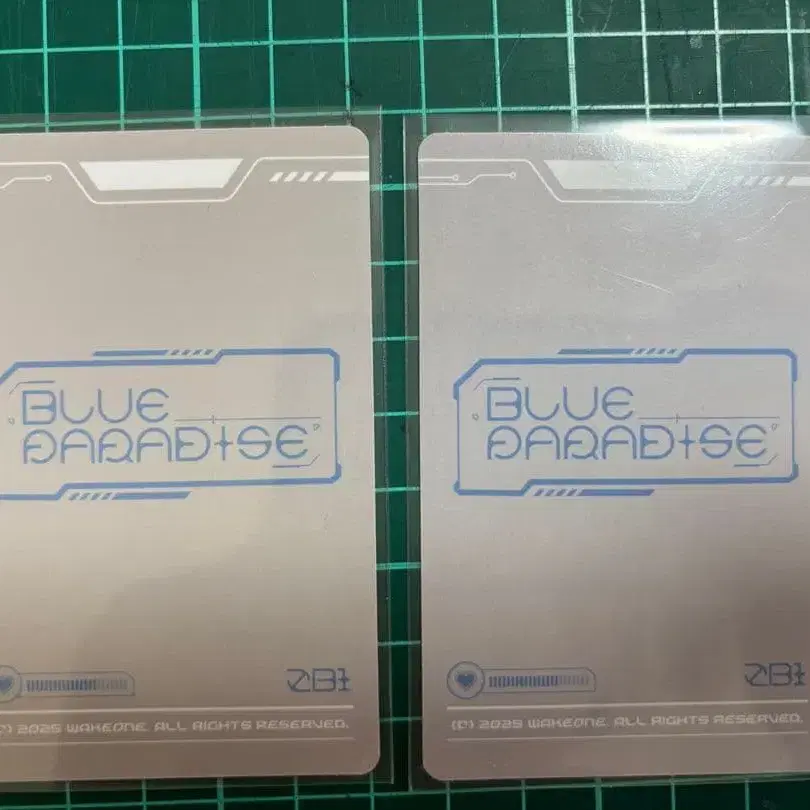 BLUE
PARADISE
ZB1
(C) 2025 WAKEONE. ALL RIGHTS RESERVED.
BLUE
PARADISE
ZB1
(C) 2025 WAKEONE. ALL RIGHTS RESERVED.